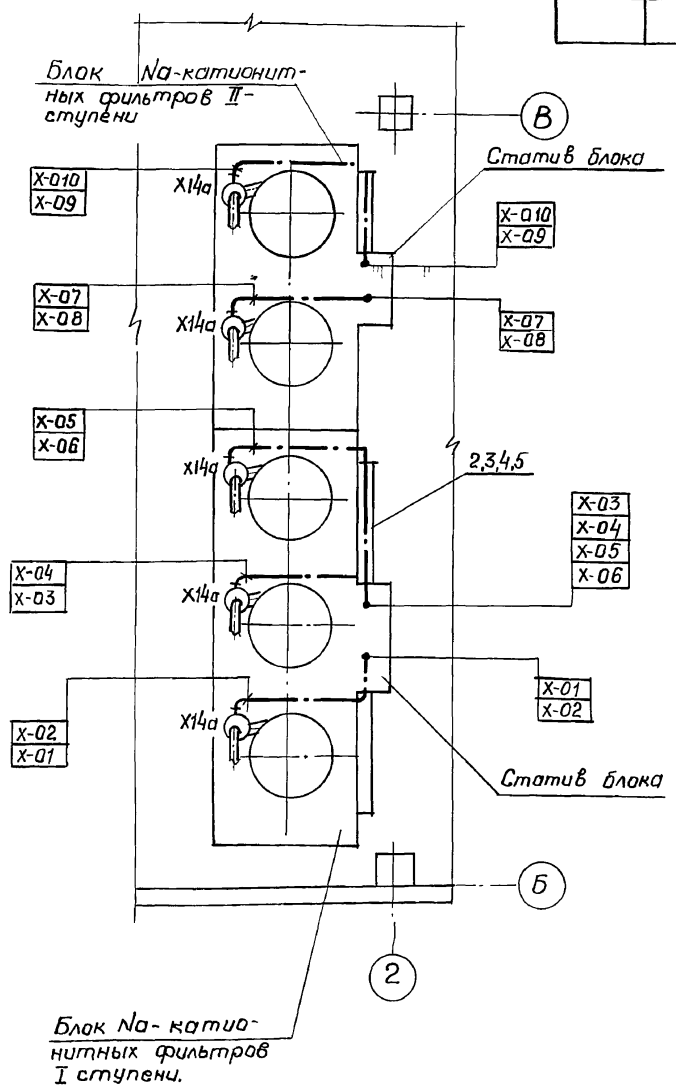 Блок Na-катионит-
ных фильтров II-
ступени
В
Статив блока
X-010
X-09
X14а
X-010
X-09
X-07
X-08
X14а
X-07
X-08
X-05
X-06
X14а
2,3,4,5
X-03
X-04
X-05
X-06
X-04
X-03
X14а
X-01
X-02
X-02
X-01
X14а
Статив блока
Б
2
Блок Na-катио-
нитных фильтров
I ступени.